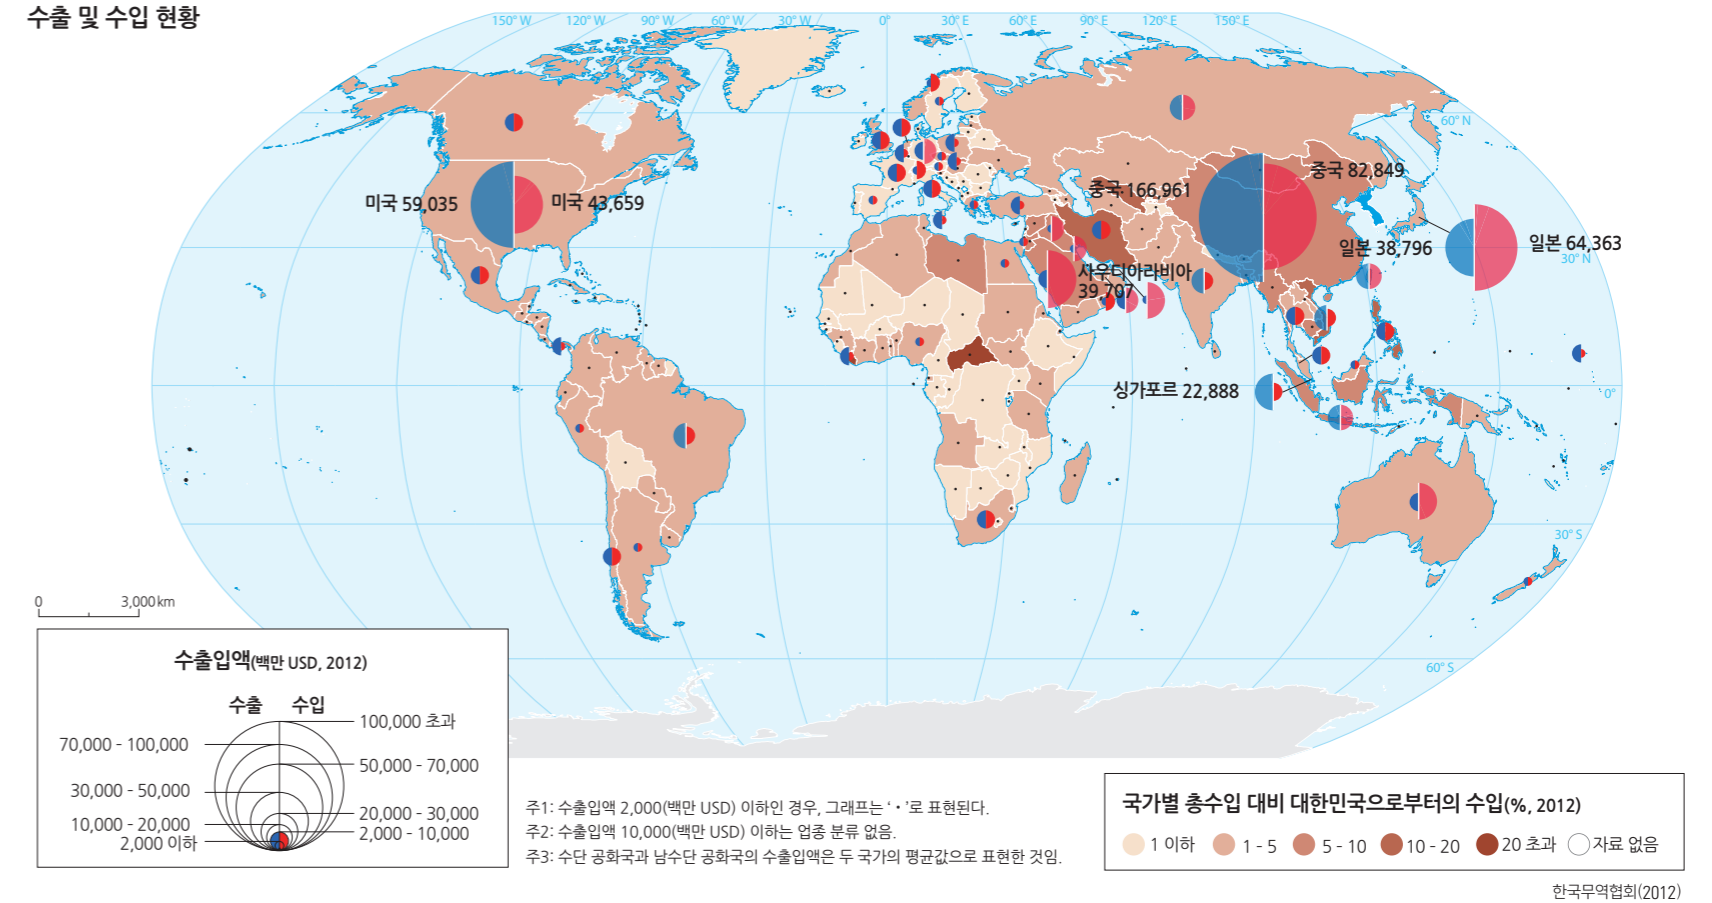 수출 및 수입 현황
150° W 120° W 90° W 60° W 30° W 0° 30° E 60° E 90° E 120° E 150° E
60° N
중국 82,849
중국 166,961
미국 59,035
미국 43,659
일본 38,796
일본 64,363
30° N
사우디아라비아
39,707
싱가포르 22,888
0°
30° S
60° S
0 3,000 km
수출입액(백만 USD, 2012)
수출 수입
100,000 초과
70,000 - 100,000
50,000 - 70,000
30,000 - 50,000
20,000 - 30,000
10,000 - 20,000
2,000 - 10,000
2,000 이하
주1: 수출입액 2,000(백만 USD) 이하인 경우, 그래프는 ‘ • ’로 표현된다.
주2: 수출입액 10,000(백만 USD) 이하는 업종 분류 없음.
주3: 수단 공화국과 남수단 공화국의 수출입액은 두 국가의 평균값으로 표현한 것임.
국가별 총수입 대비 대한민국으로부터의 수입(%, 2012)
1 이하 1 - 5 5 - 10 10 - 20 20 초과 자료 없음
한국무역협회(2012)